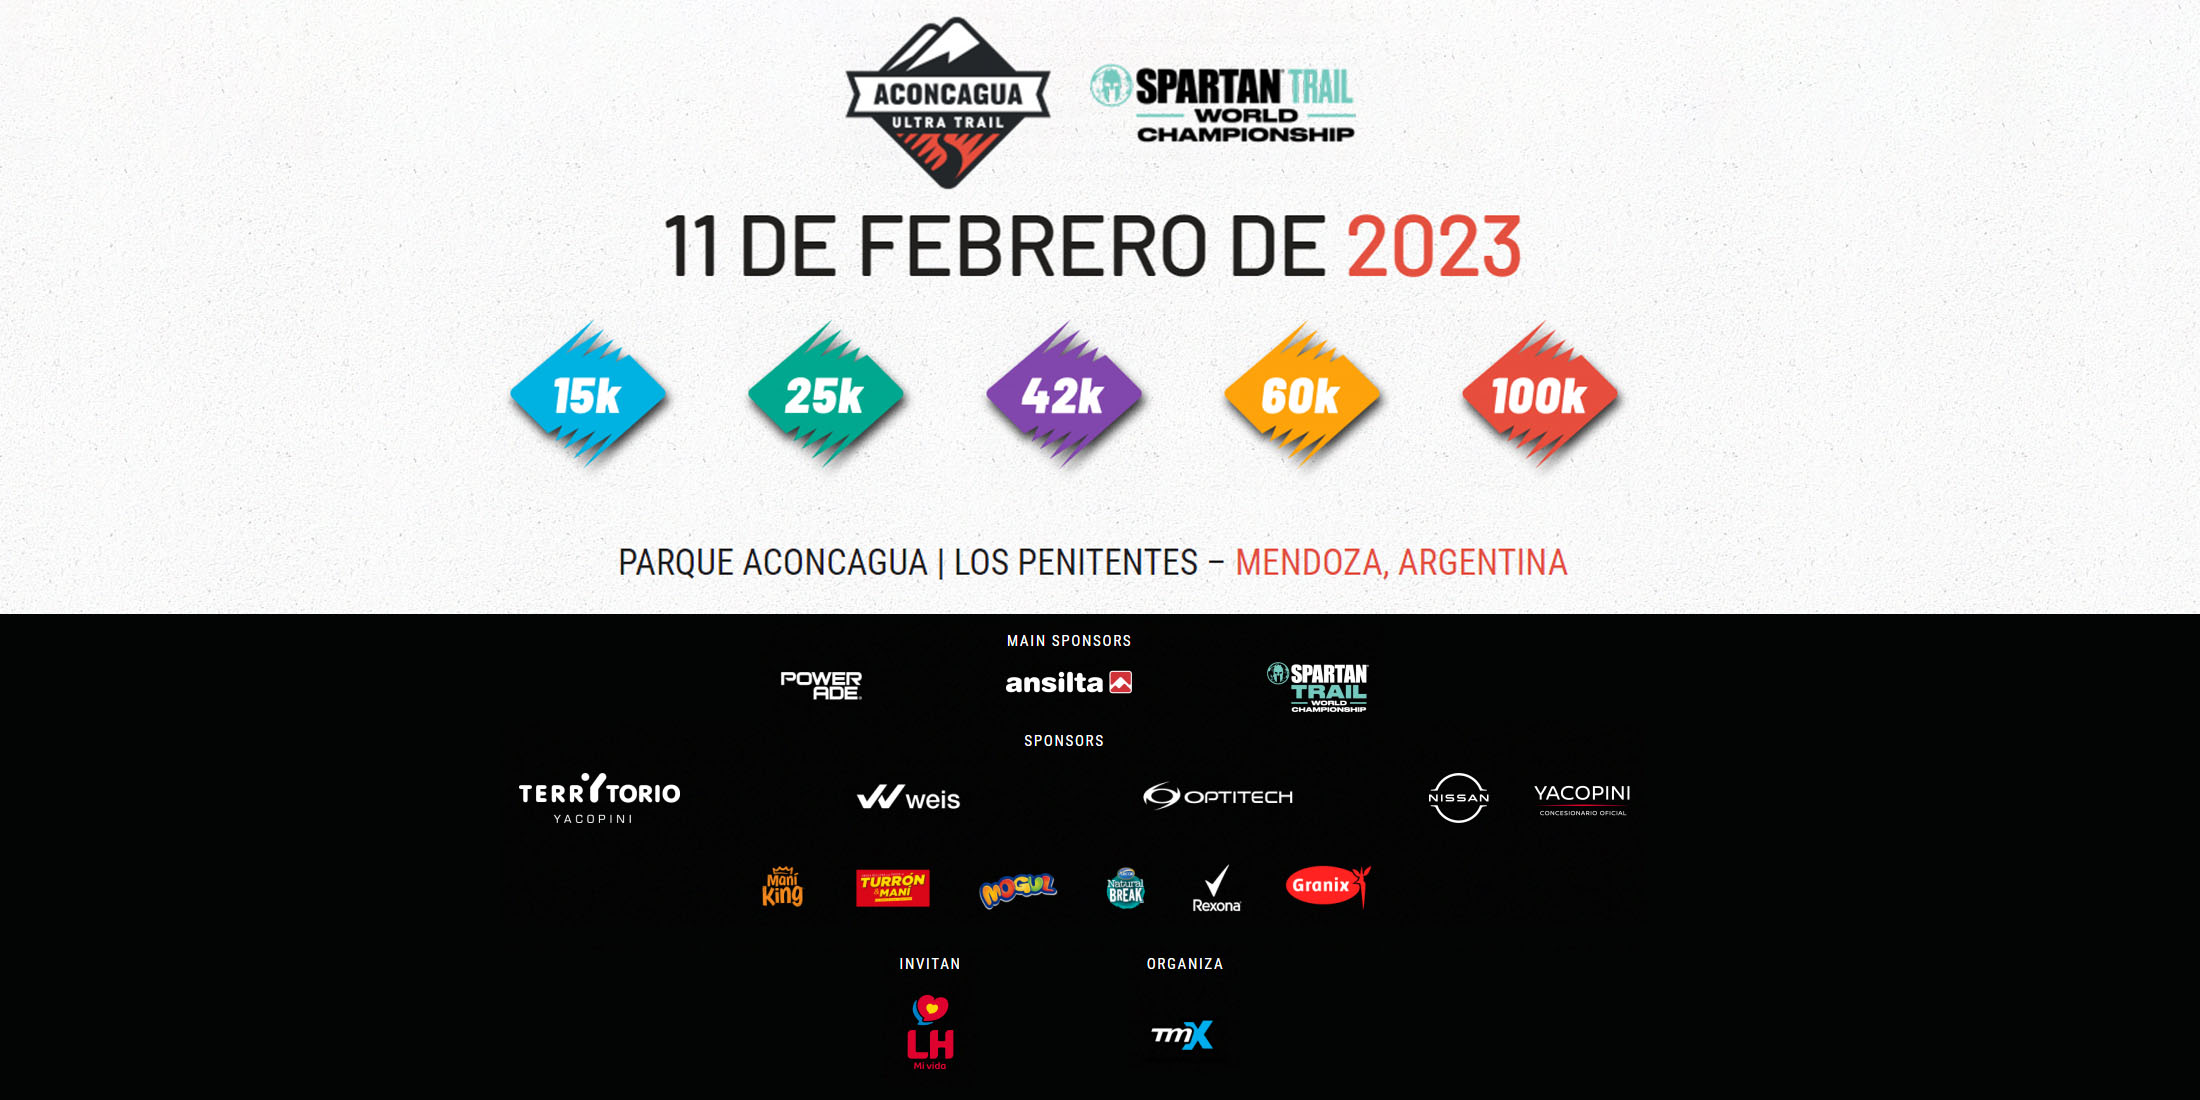 ACONCAGUA
ULTRA TRAIL
SPARTAN TRAIL
WORLD
CHAMPIONSHIP
11 DE FEBRERO DE 2023
15k 25k 42k 60k 100k
PARQUE ACONCAGUA | LOS PENITENTES – MENDOZA, ARGENTINA
MAIN SPONSORS
POWER
ADE
ansilta
SPARTAN
TRAIL
WORLD
CHAMPIONSHIP
SPONSORS
TERRITORIO
YACOPINI
weis
OPTITECH
NISSAN
YACOPINI
CONCESIONARIO OFICIAL
Maní
King
TURRÓN
& MANÍ
MOGUL
Natural
BREAK
Rexona
Granix
INVITAN
ORGANIZA
LH
Mi vida
TMX